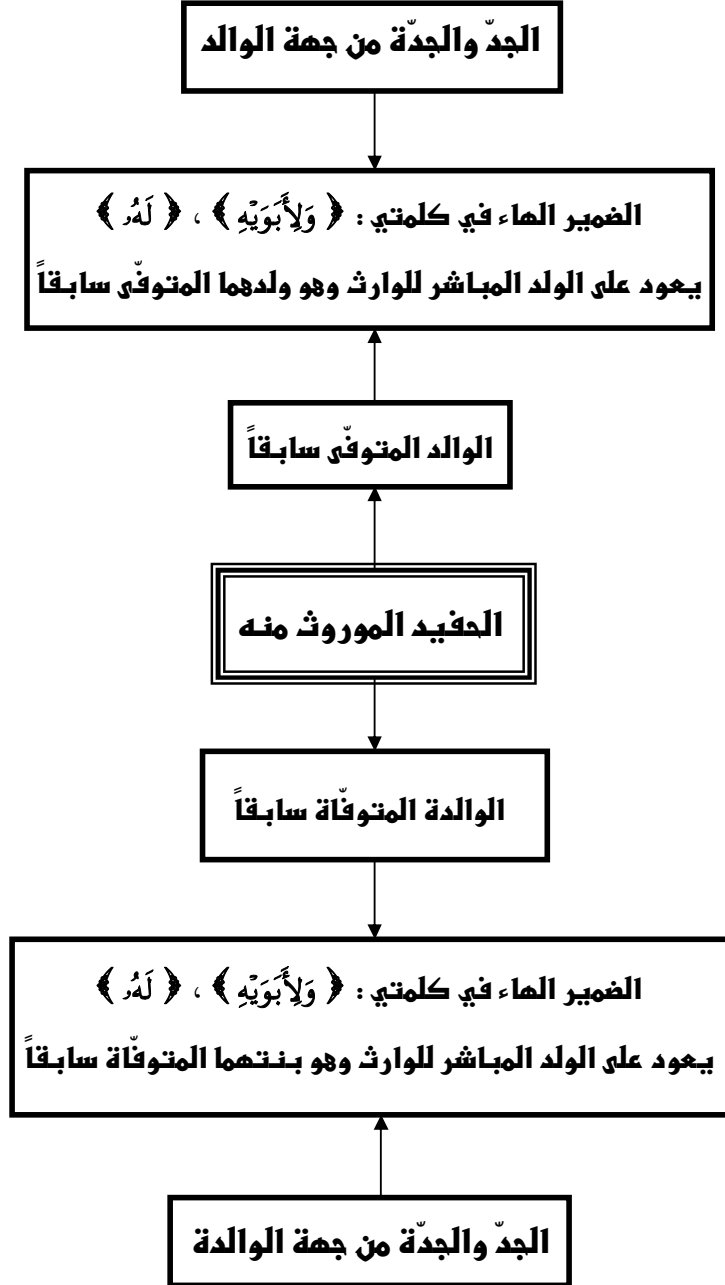 الجدّ والجدّة من جهة الوالد
الضمير الهاء في كلمتي : ﴿ وَلِأَبَوَيْهِ ﴾ ، ﴿ لَهُۥ ﴾
يعود على الولد المباشر للوارث وهو ولدهما المتوفّى سابقاً
الوالد المتوفّى سابقاً
الحفيد الموروث منه
الوالدة المتوفّاة سابقاً
الضمير الهاء في كلمتي : ﴿ وَلِأَبَوَيْهِ ﴾ ، ﴿ لَهُۥ ﴾
يعود على الولد المباشر للوارث وهو بنتهما المتوفّاة سابقاً
الجدّ والجدّة من جهة الوالدة